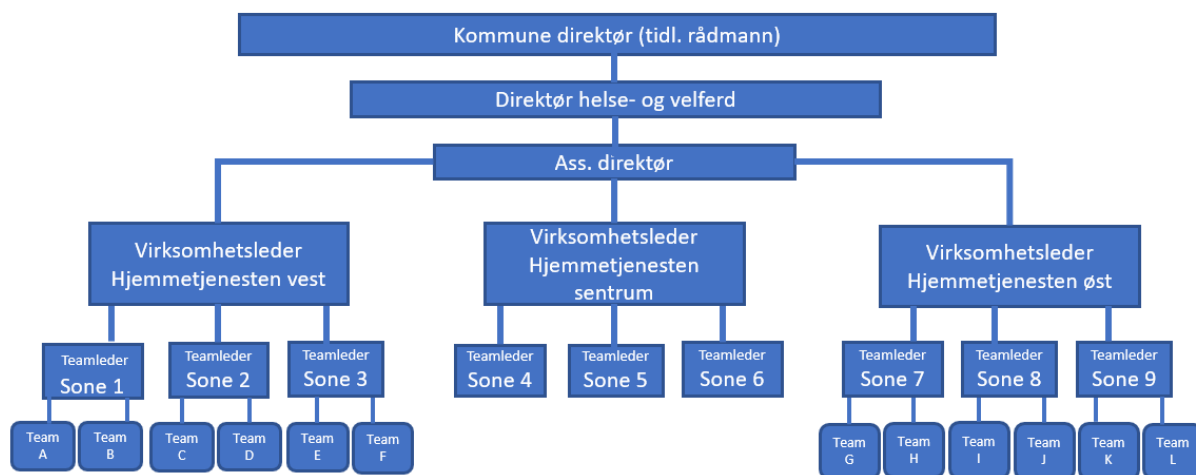 Kommune direktør (tidl. rådmann)
Direktør helse- og velferd
Ass. direktør
Virksomhetsleder
Hjemmetjenesten vest
Virksomhetsleder
Hjemmetjenesten
sentrum
Virksomhetsleder
Hjemmetjenesten øst
Teamleder
Sone 1
Teamleder
Sone 2
Teamleder
Sone 3
Teamleder
Sone 4
Teamleder
Sone 5
Teamleder
Sone 6
Teamleder
Sone 7
Teamleder
Sone 8
Teamleder
Sone 9
Team
A
Team
B
Team
C
Team
D
Team
E
Team
F
Team
G
Team
H
Team
I
Team
J
Team
K
Team
L